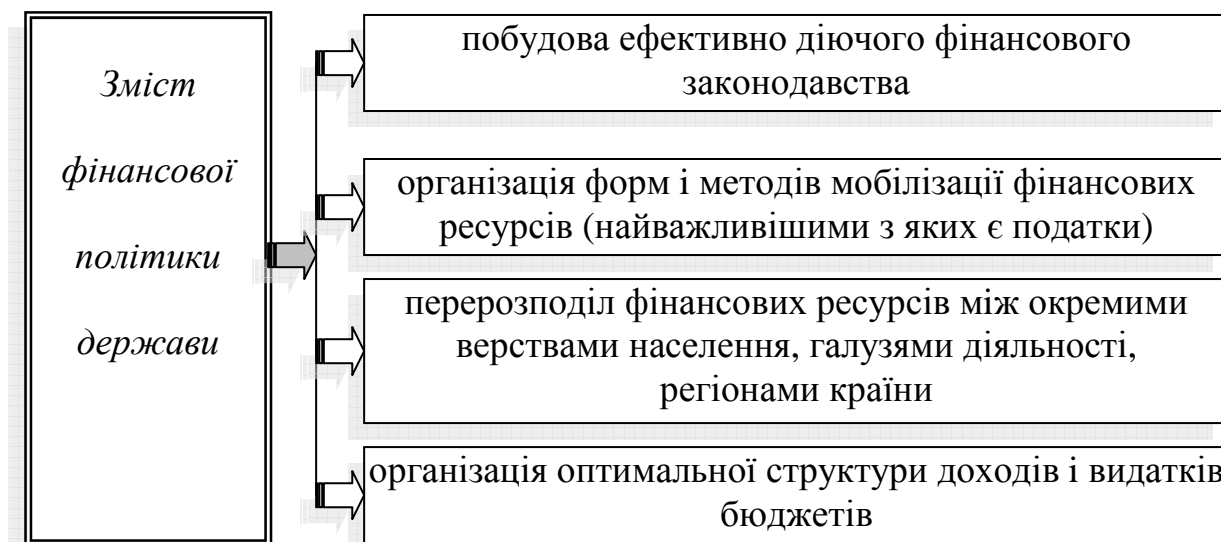 Зміст
фінансової
політики
держави
побудова ефективно діючого фінансового
законодавства
організація форм і методів мобілізації фінансових
ресурсів (найважливішими з яких є податки)
перерозподіл фінансових ресурсів між окремими
верствами населення, галузями діяльності,
регіонами країни
організація оптимальної структури доходів і видатків
бюджетів